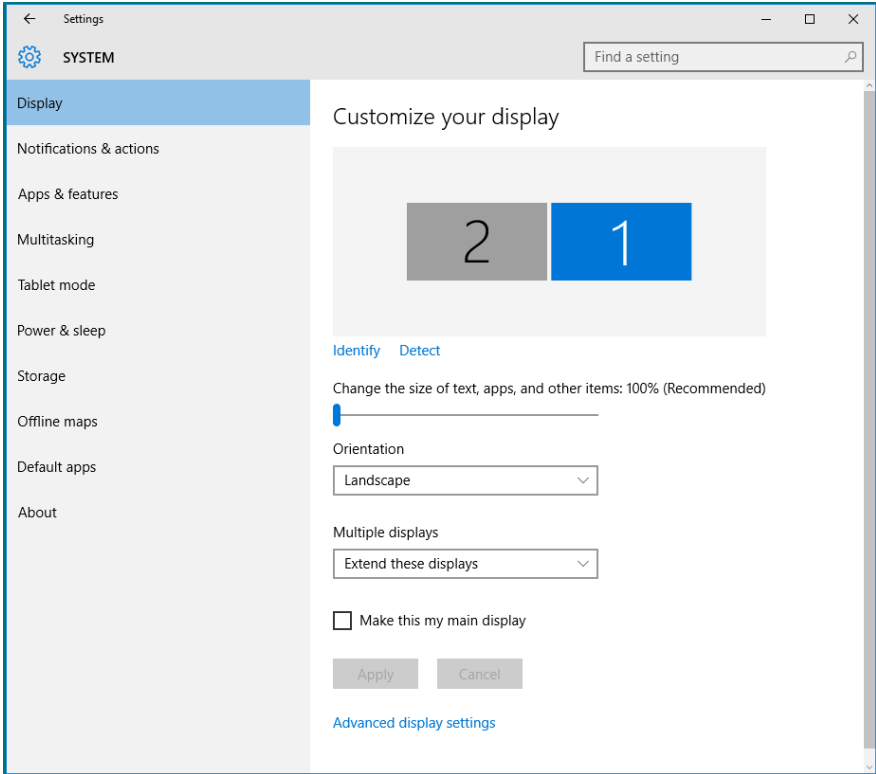 Settings
SYSTEM
Find a setting
Display
Notifications & actions
Apps & features
Multitasking
Tablet mode
Power & sleep
Storage
Offline maps
Default apps
About
Customize your display
2 1
Identify Detect
Change the size of text, apps, and other items: 100% (Recommended)
Orientation
Landscape
Multiple displays
Extend these displays
Make this my main display
Apply Cancel
Advanced display settings